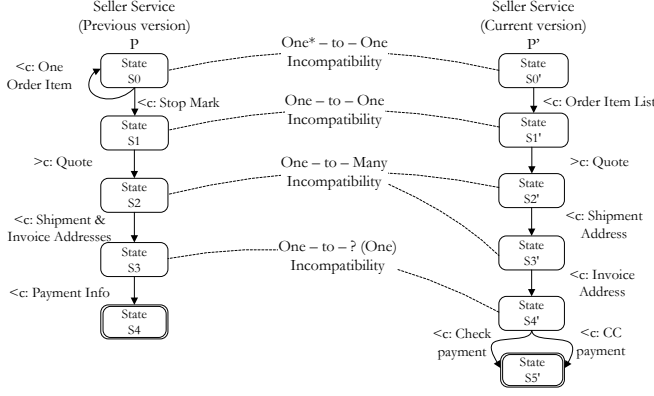 Seller Service
(Previous version)
P
Seller Service
(Current version)
P’
<c: One
Order Item
State
S0
One* – to – One
Incompatibility
State
S0'
<c: Stop Mark
<c: Order Item List
State
S1
One – to – One
Incompatibility
State
S1'
>c: Quote
>c: Quote
State
S2
One – to – Many
Incompatibility
State
S2'
<c: Shipment &
Invoice Addresses
<c: Shipment
Address
State
S3
One – to – ? (One)
Incompatibility
State
S3'
<c: Payment Info
<c: Invoice
Address
State
S4
State
S4'
<c: Check
payment
<c: CC
payment
State
S5'